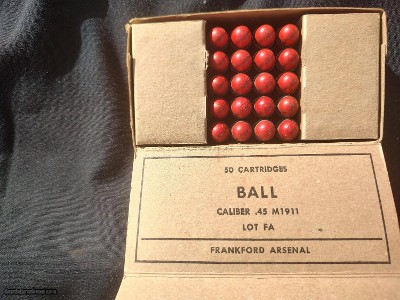 50 CARTRIDGES
BALL
CALIBER .45 M1911
LOT FA
FRANKFORD ARSENAL